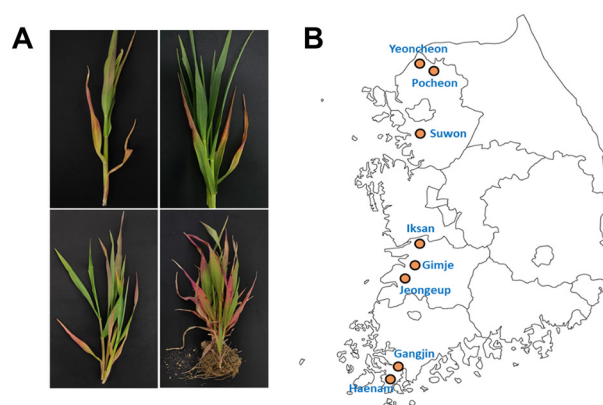 A
B
Yeoncheon
Pocheon
Suwon
Iksan
Gimje
Jeongeup
Gangjin
Haenam